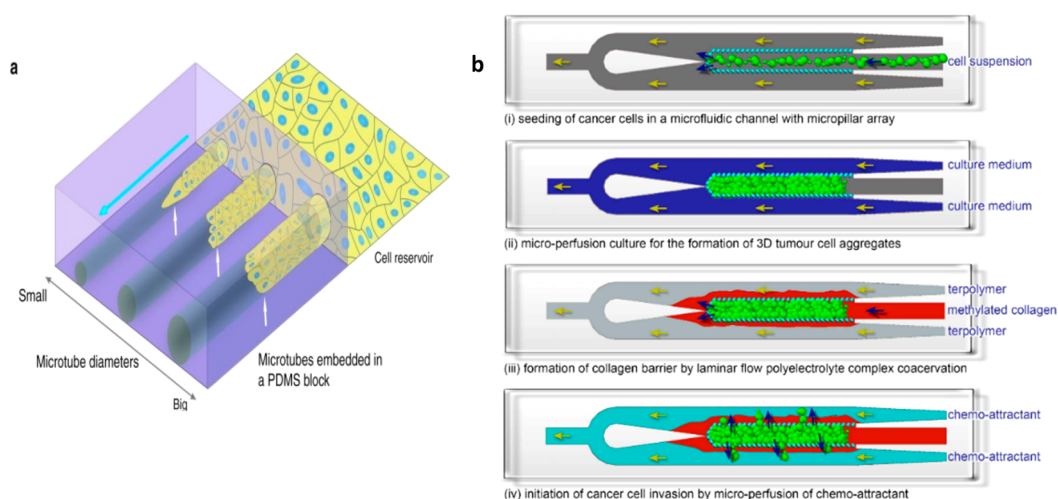 a
Cell reservoir
Small
Microtube diameters
Big
Microtubes embedded in
a PDMS block
b
cell suspension
(i) seeding of cancer cells in a microfluidic channel with micropillar array
culture medium
culture medium
(ii) micro-perfusion culture for the formation of 3D tumour cell aggregates
terpolymer
methylated collagen
terpolymer
(iii) formation of collagen barrier by laminar flow polyelectrolyte complex coacervation
chemo-attractant
chemo-attractant
(iv) initiation of cancer cell invasion by micro-perfusion of chemo-attractant